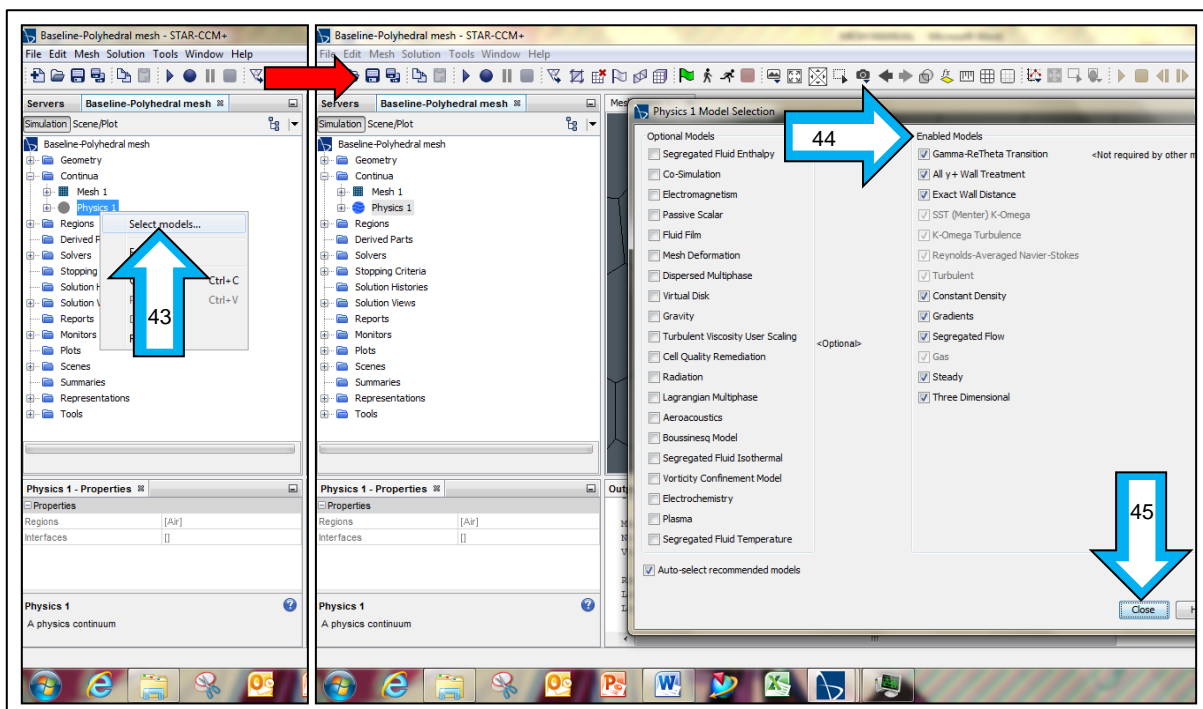 Baseline-Polyhedral mesh - STAR-CCM+
File Edit Mesh Solution Tools Window Help
Servers Baseline-Polyhedral mesh
Simulation Scene/Plot
Baseline-Polyhedral mesh
Geometry
Continua
Mesh 1
Physics 1
Regions
Derived P
Solvers
Stopping
Solution H
Solution V
Reports
Monitors
Plots
Scenes
Summaries
Representations
Tools
Select models...
Ctrl+C
Ctrl+V
43
Physics 1 - Properties
Properties
Regions [Air]
Interfaces []
Physics 1
A physics continuum
Baseline-Polyhedral mesh - STAR-CCM+
File Edit Mesh Solution Tools Window Help
Servers Baseline-Polyhedral mesh
Simulation Scene/Plot
Baseline-Polyhedral mesh
Geometry
Continua
Mesh 1
Physics 1
Regions
Derived Parts
Solvers
Stopping Criteria
Solution Histories
Solution Views
Reports
Monitors
Plots
Scenes
Summaries
Representations
Tools
Physics 1 - Properties
Properties
Regions [Air]
Interfaces []
Physics 1
A physics continuum
Mes
Outp
Physics 1 Model Selection
Optional Models
Segregated Fluid Enthalpy
Co-Simulation
Electromagnetism
Passive Scalar
Fluid Film
Mesh Deformation
Dispersed Multiphase
Virtual Disk
Gravity
Turbulent Viscosity User Scaling
Cell Quality Remediation
Radiation
Lagrangian Multiphase
Aeroacoustics
Boussinesq Model
Segregated Fluid Isothermal
Vorticity Confinement Model
Electrochemistry
Plasma
Segregated Fluid Temperature
<Optional>
Auto-select recommended models
44
Enabled Models
Gamma-ReTheta Transition <Not required by other m
All y+ Wall Treatment
Exact Wall Distance
SST (Menter) K-Omega
K-Omega Turbulence
Reynolds-Averaged Navier-Stokes
Turbulent
Constant Density
Gradients
Segregated Flow
Gas
Steady
Three Dimensional
45
Close H